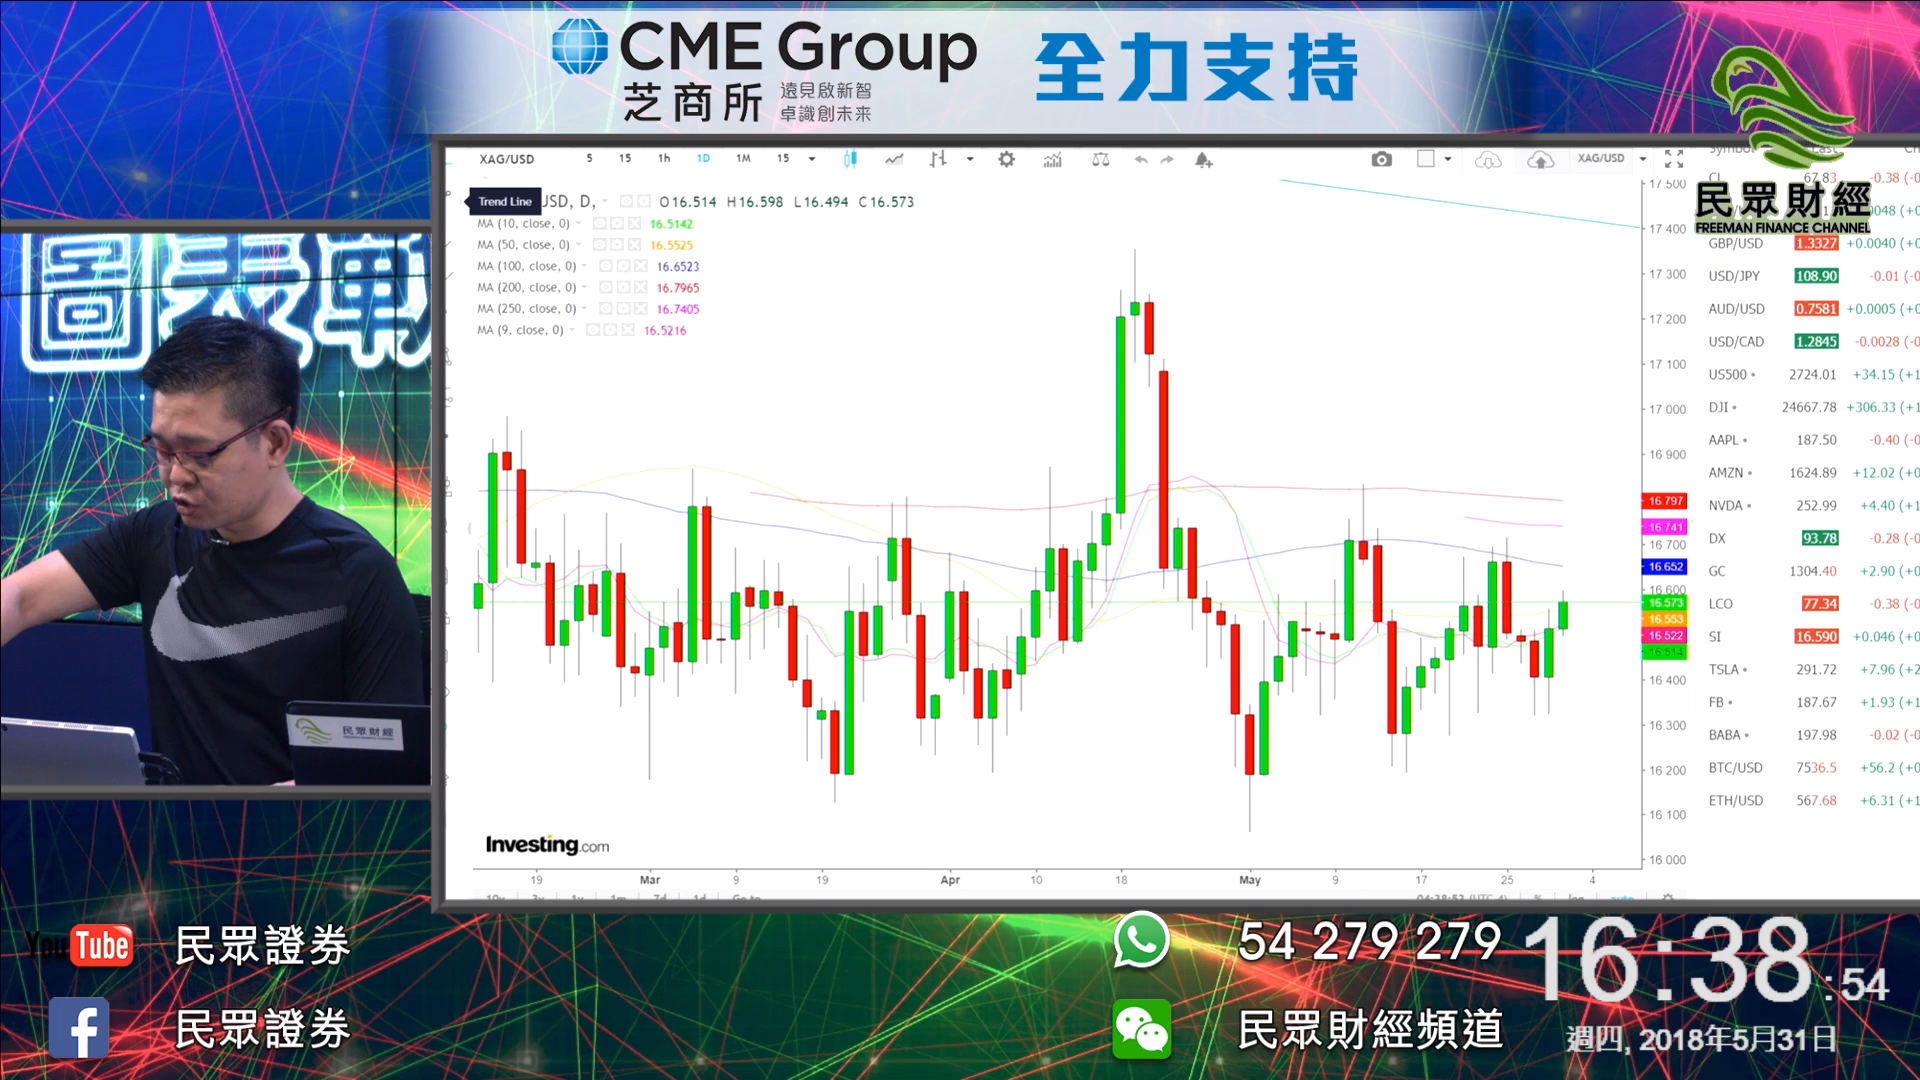 CME Group
芝商所
遠見啟新智
卓識創未來
全力支持
民眾財經
FREEMAN FINANCE CHANNEL
XAG/USD 5 15 1h 1D 1M 15 XAG/USD
Trend Line
USD, D, O16.514 H16.598 L16.494 C16.573
MA (10, close, 0) 16.5142
MA (50, close, 0) 16.5525
MA (100, close, 0) 16.6523
MA (200, close, 0) 16.7965
MA (250, close, 0) 16.7405
MA (9, close, 0) 16.5216
17.500
17.400
17.300
17.200
17.100
17.000
16.900
16.797
16.741
16.700
16.652
16.600
16.573
16.553
16.522
16.514
16.400
16.300
16.200
16.100
16.000
Investing.com
19 Mar 9 19 Apr 10 18 May 9 17 25 4
Symbol Last
CL 67.83 -0.38
GBP/USD 1.3327 +0.0040
USD/JPY 108.90 -0.01
AUD/USD 0.7581 +0.0005
USD/CAD 1.2845 -0.0028
US500 2724.01 +34.15
DJI 24667.78 +306.33
AAPL 187.50 -0.40
AMZN 1624.89 +12.02
NVDA 252.99 +4.40
DX 93.78 -0.28
GC 1304.40 +2.90
LCO 77.34 -0.38
SI 16.590 +0.046
TSLA 291.72 +7.96
FB 187.67 +1.93
BABA 197.98 -0.02
BTC/USD 7536.5 +56.2
ETH/USD 567.68 +6.31
民眾財經
YouTube 民眾證券
民眾證券
54 279 279
民眾財經頻道
16:38:54
週四, 2018年5月31日